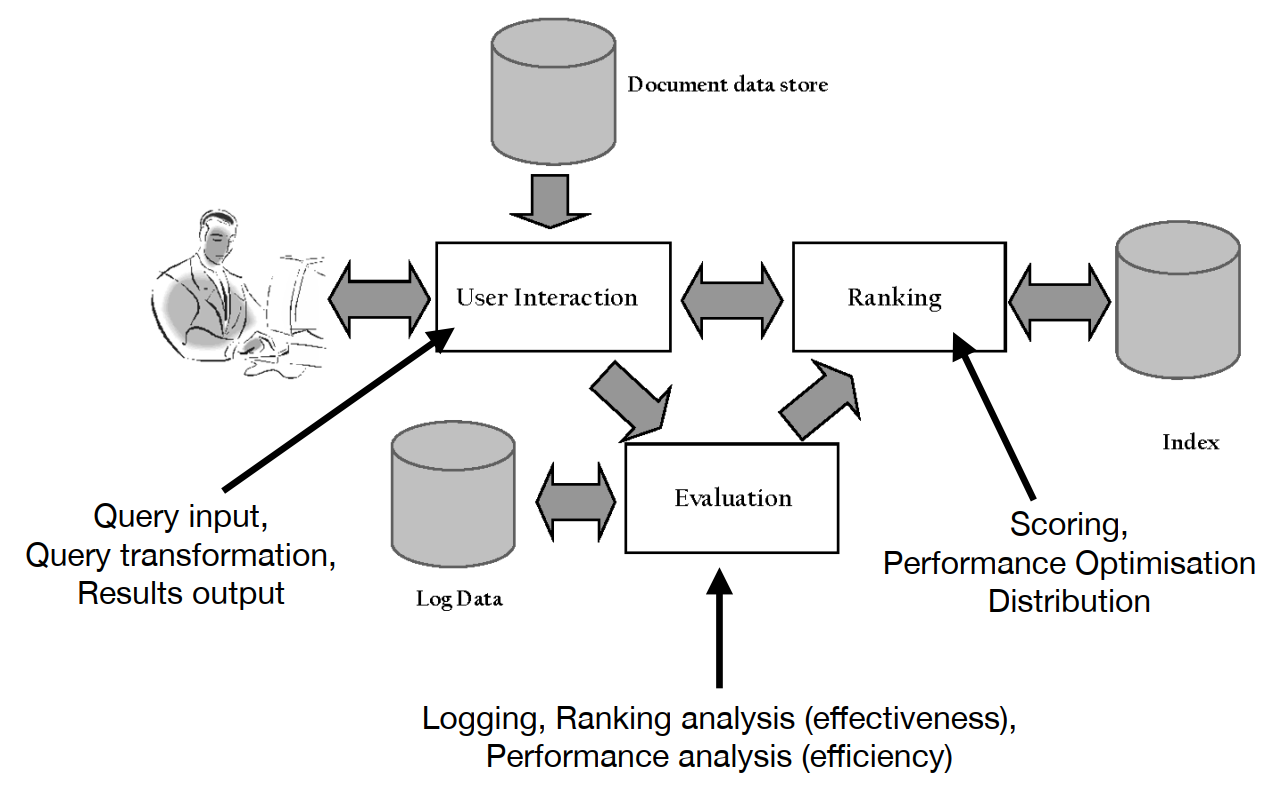 Document data store
User Interaction
Ranking
Index
Evaluation
Log Data
Query input,
Query transformation,
Results output
Scoring,
Performance Optimisation
Distribution
Logging, Ranking analysis (effectiveness),
Performance analysis (efficiency)